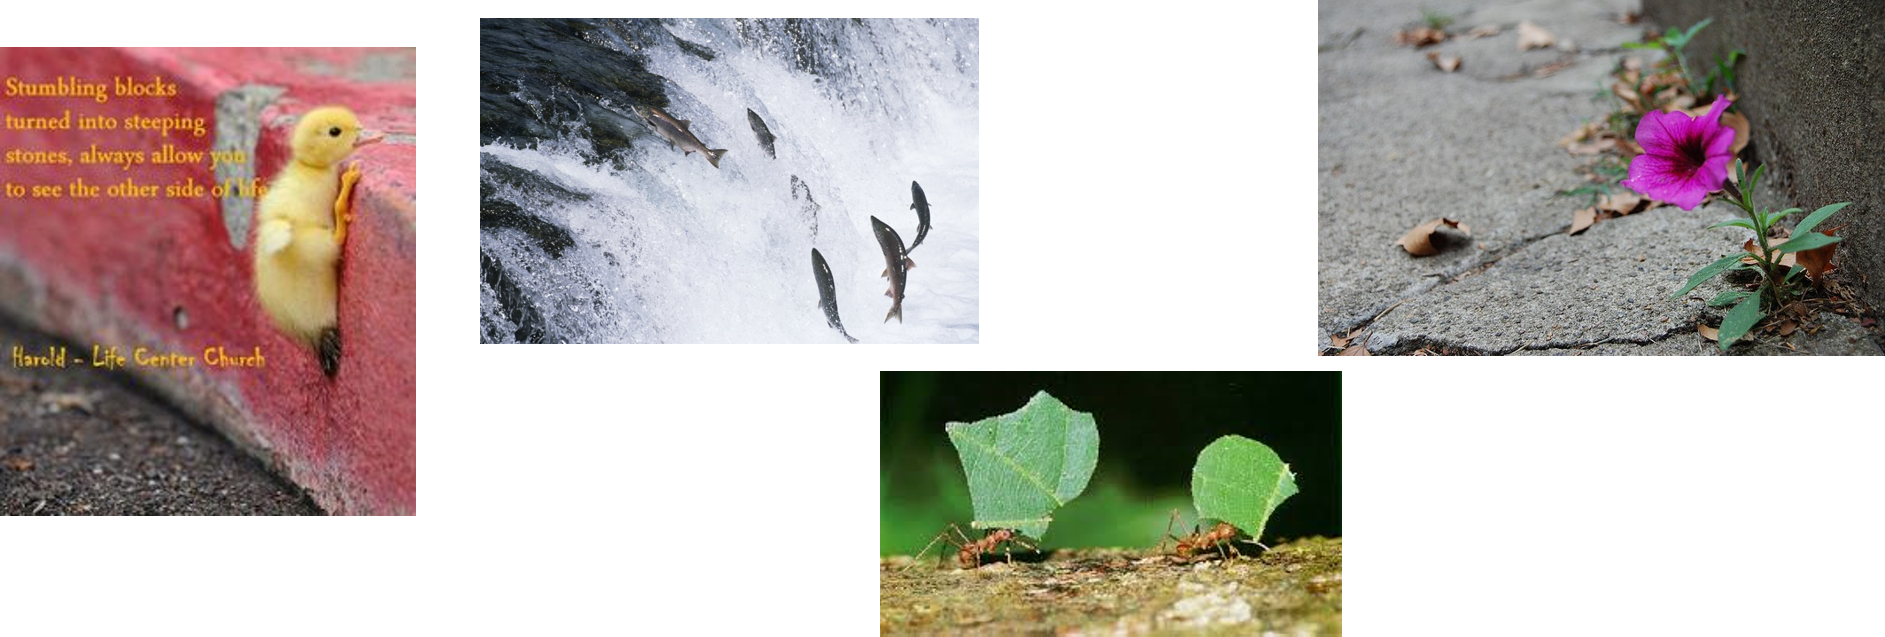 Stumbling blocks
turned into steeping
stones, always allow you
to see the other side of life
Harold - Life Center Church